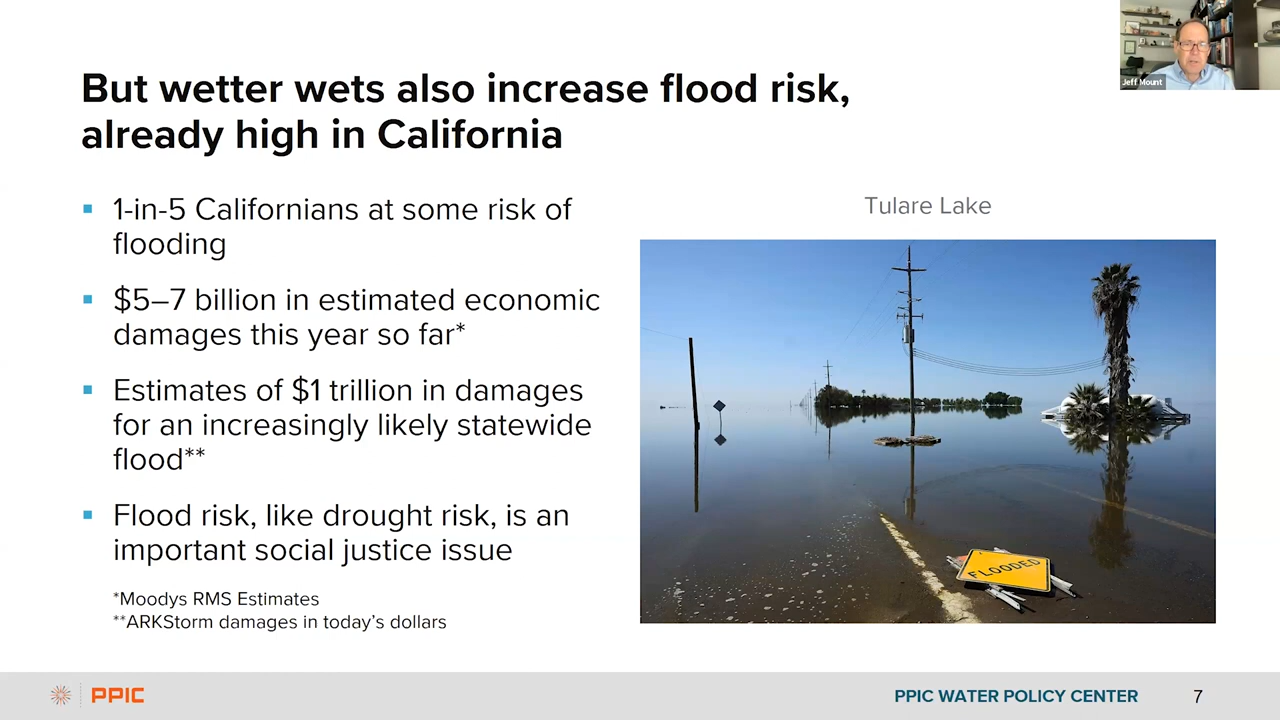 Jeff Mount
But wetter wets also increase flood risk,
already high in California
▪ 1-in-5 Californians at some risk of
flooding
▪ $5–7 billion in estimated economic
damages this year so far*
▪ Estimates of $1 trillion in damages
for an increasingly likely statewide
flood**
▪ Flood risk, like drought risk, is an
important social justice issue
*Moodys RMS Estimates
**ARKStorm damages in today’s dollars
Tulare Lake
FLOODED
PPIC
PPIC WATER POLICY CENTER
7